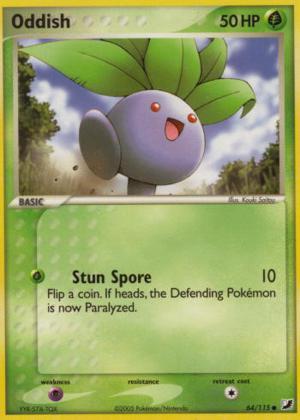 Oddish 50 HP
BASIC
Illus. Kouki Saitou
Stun Spore 10
Flip a coin. If heads, the Defending Pokémon
is now Paralyzed.
weakness resistance retreat cost
©2005 Pokémon/Nintendo 64/115